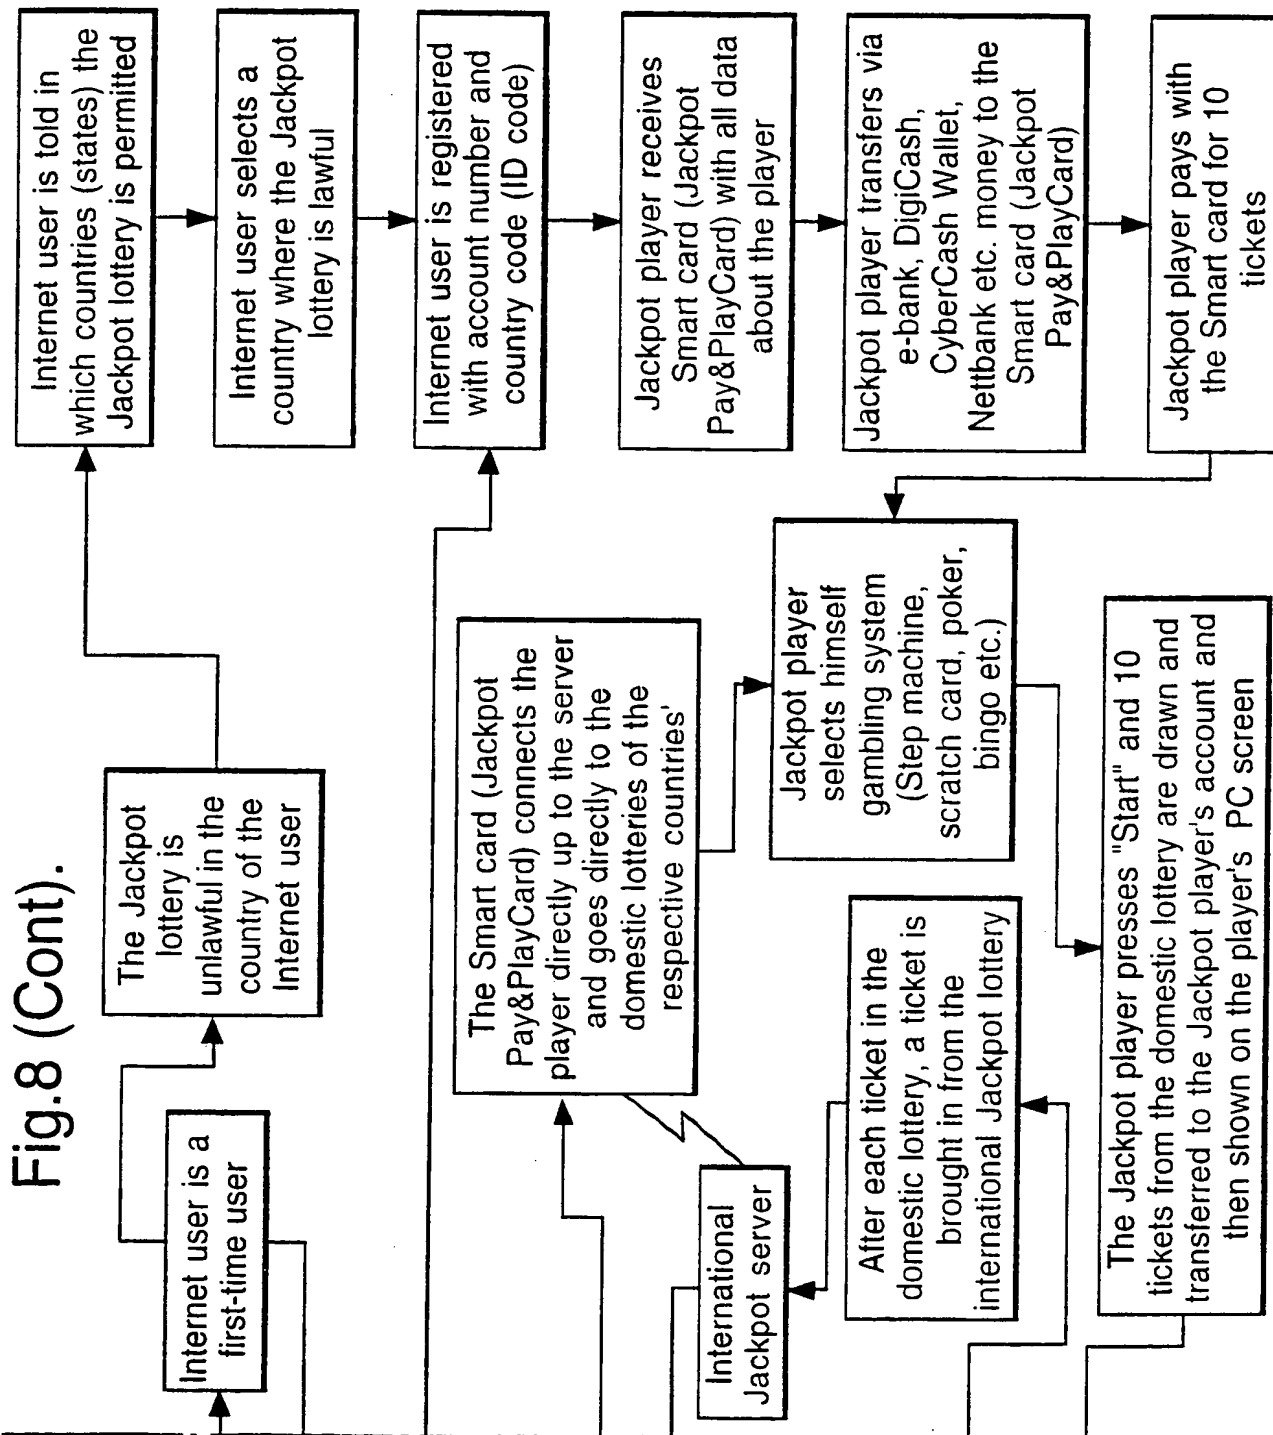 Fig.8 (Cont).
Internet user is a
first-time user
The Jackpot
lottery is
unlawful in the
country of the
Internet user
Internet user is told in
which countries (states) the
Jackpot lottery is permitted
Internet user selects a
country where the Jackpot
lottery is lawful
Internet user is registered
with account number and
country code (ID code)
Jackpot player receives
Smart card (Jackpot
Pay&PlayCard) with all data
about the player
Jackpot player transfers via
e-bank, DigiCash,
CyberCash Wallet,
Nettbank etc. money to the
Smart card (Jackpot
Pay&PlayCard)
Jackpot player pays with
the Smart card for 10
tickets
The Smart card (Jackpot
Pay&PlayCard) connects the
player directly up to the server
and goes directly to the
domestic lotteries of the
respective countries'
Jackpot player
selects himself
gambling system
(Step machine,
scratch card, poker,
bingo etc.)
International
Jackpot server
After each ticket in the
domestic lottery, a ticket is
brought in from the
international Jackpot lottery
The Jackpot player presses "Start" and 10
tickets from the domestic lottery are drawn and
transferred to the Jackpot player's account and
then shown on the player's PC screen